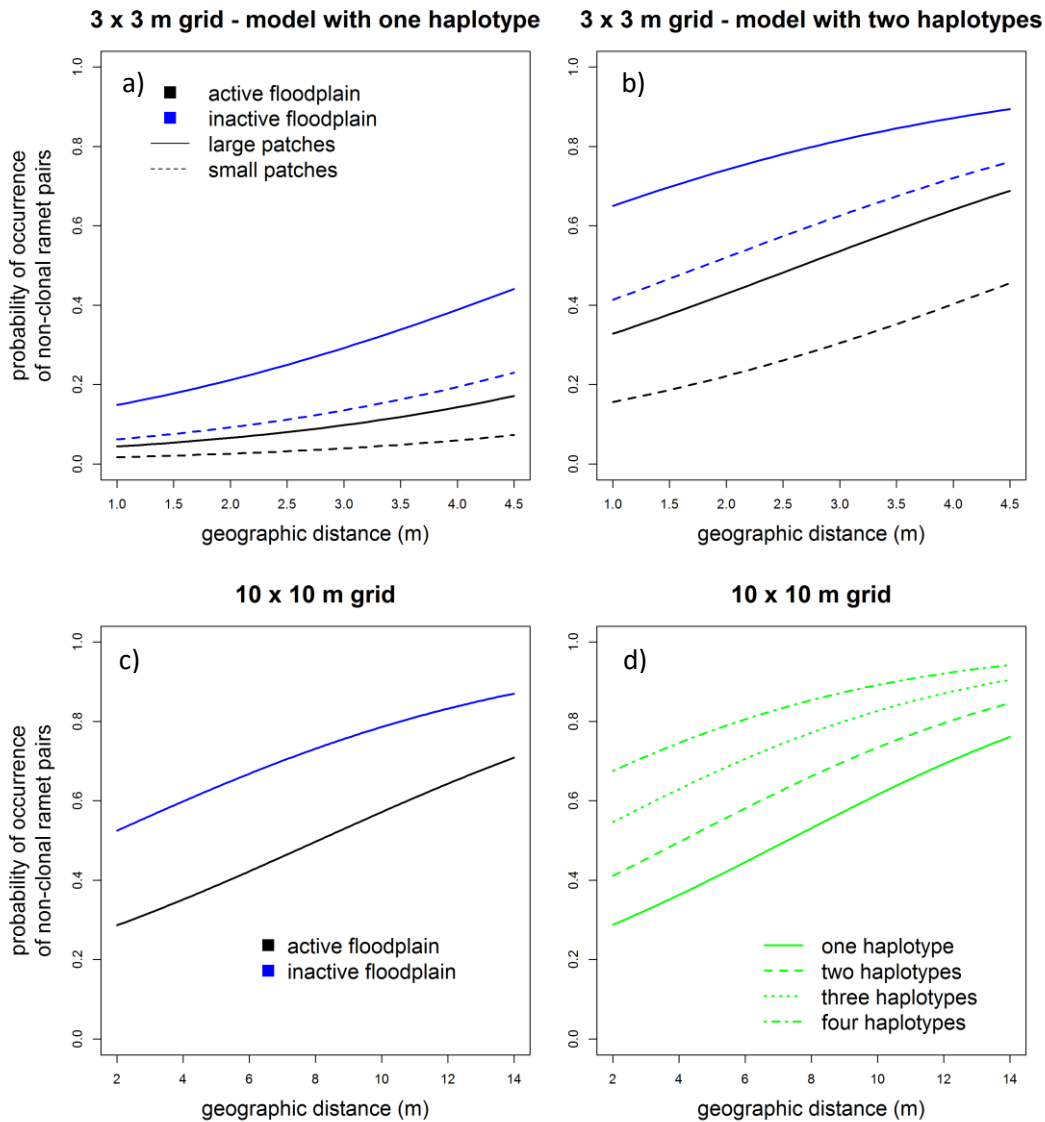 3 x 3 m grid - model with one haplotype
a)
active floodplain
inactive floodplain
large patches
small patches
probability of occurrence
of non-clonal ramet pairs
0.0 0.2 0.4 0.6 0.8 1.0
1.0 1.5 2.0 2.5 3.0 3.5 4.0 4.5
geographic distance (m)
3 x 3 m grid - model with two haplotypes
b)
0.0 0.2 0.4 0.6 0.8 1.0
1.0 1.5 2.0 2.5 3.0 3.5 4.0 4.5
geographic distance (m)
10 x 10 m grid
c)
probability of occurrence
of non-clonal ramet pairs
0.0 0.2 0.4 0.6 0.8 1.0
active floodplain
inactive floodplain
2 4 6 8 10 12 14
geographic distance (m)
10 x 10 m grid
d)
0.0 0.2 0.4 0.6 0.8 1.0
one haplotype
two haplotypes
three haplotypes
four haplotypes
2 4 6 8 10 12 14
geographic distance (m)